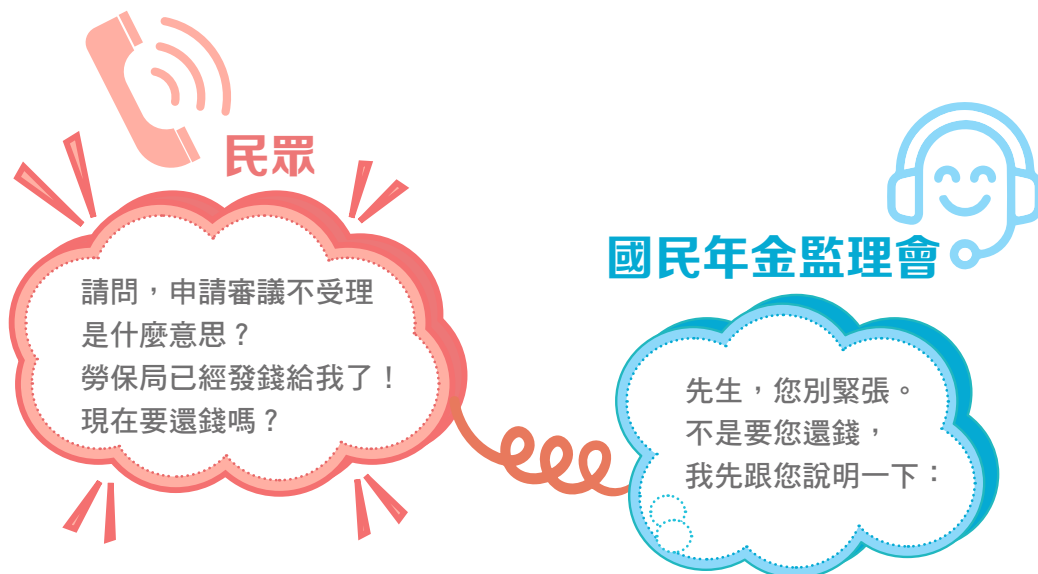 民眾
請問，申請審議不受理
是什麼意思？
勞保局已經發錢給我了！
現在要還錢嗎？
國民年金監理會
先生，您別緊張。
不是要您還錢，
我先跟您說明一下：